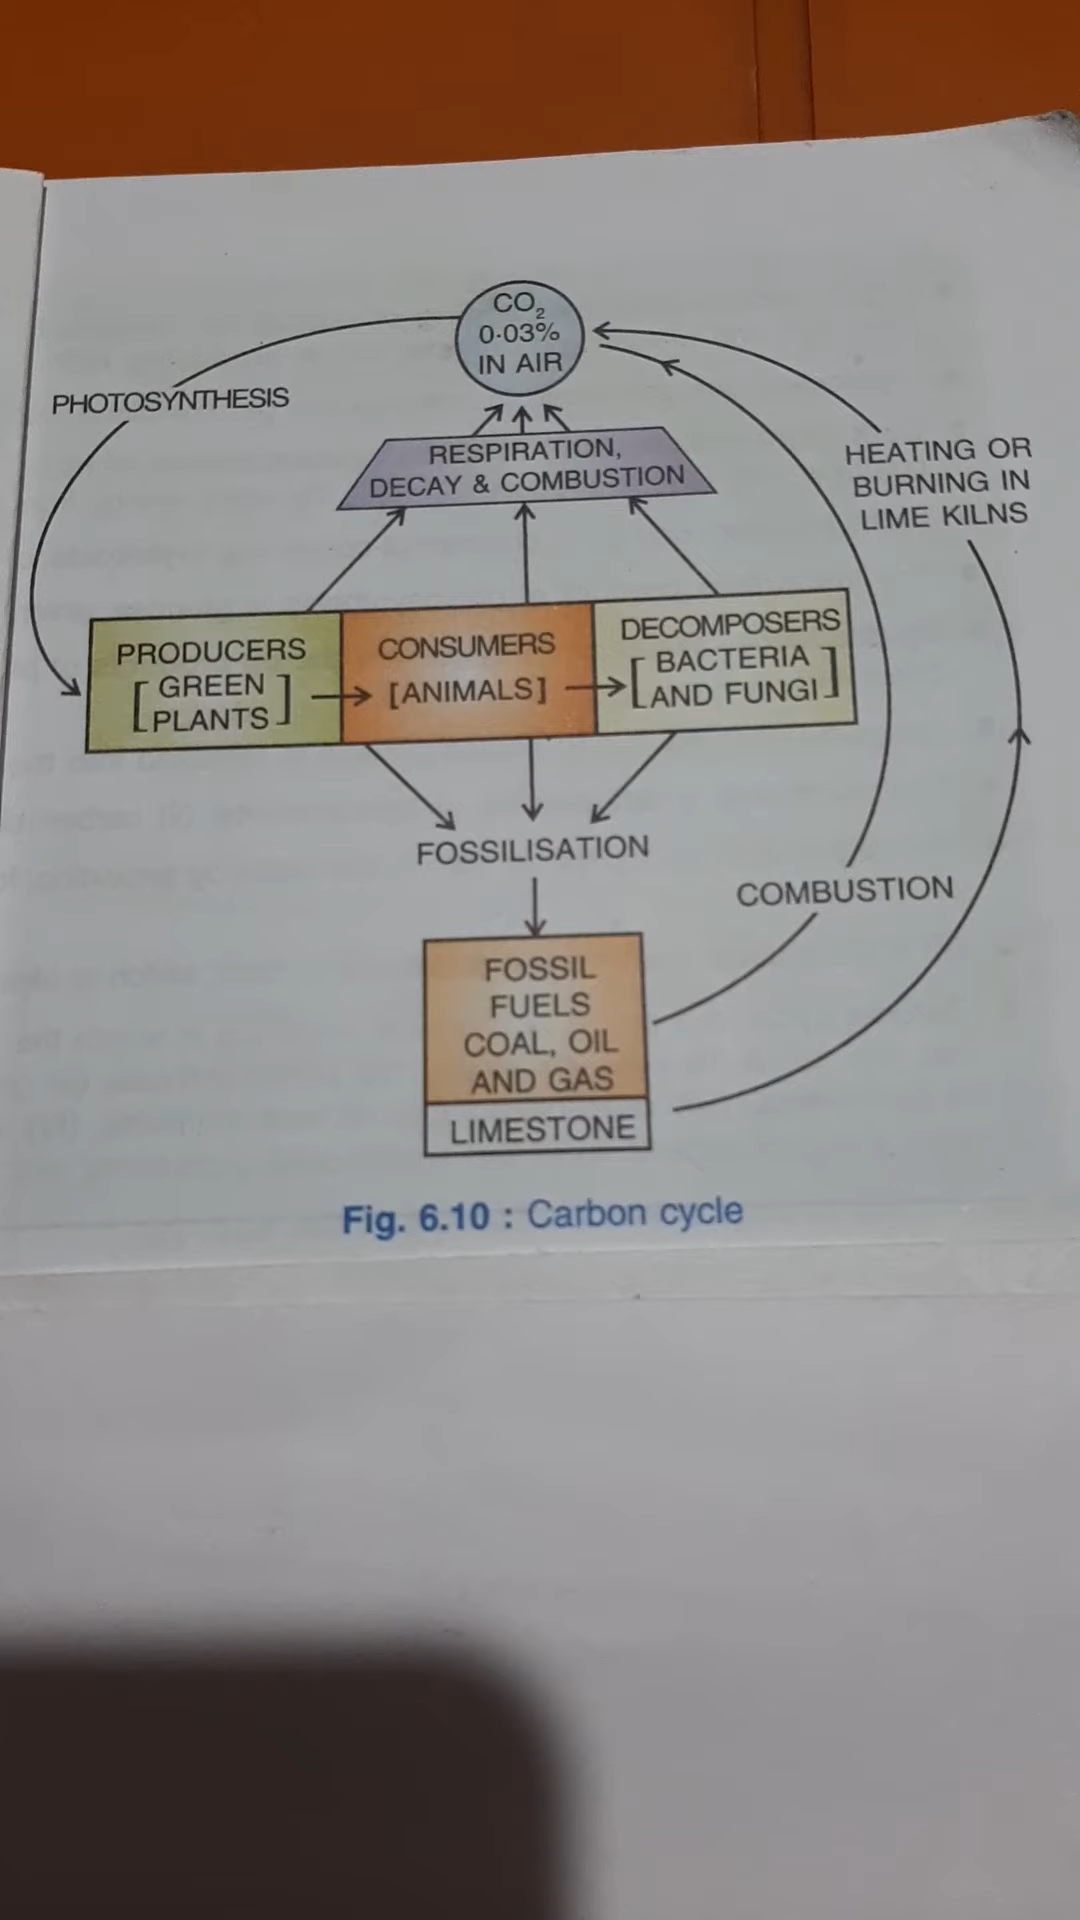 CO₂
0·03%
IN AIR
PHOTOSYNTHESIS
RESPIRATION,
DECAY & COMBUSTION
HEATING OR
BURNING IN
LIME KILNS
PRODUCERS
[GREEN
PLANTS]
CONSUMERS
[ANIMALS]
DECOMPOSERS
[BACTERIA
AND FUNGI]
FOSSILISATION
COMBUSTION
FOSSIL
FUELS
COAL, OIL
AND GAS
LIMESTONE
Fig. 6.10 : Carbon cycle